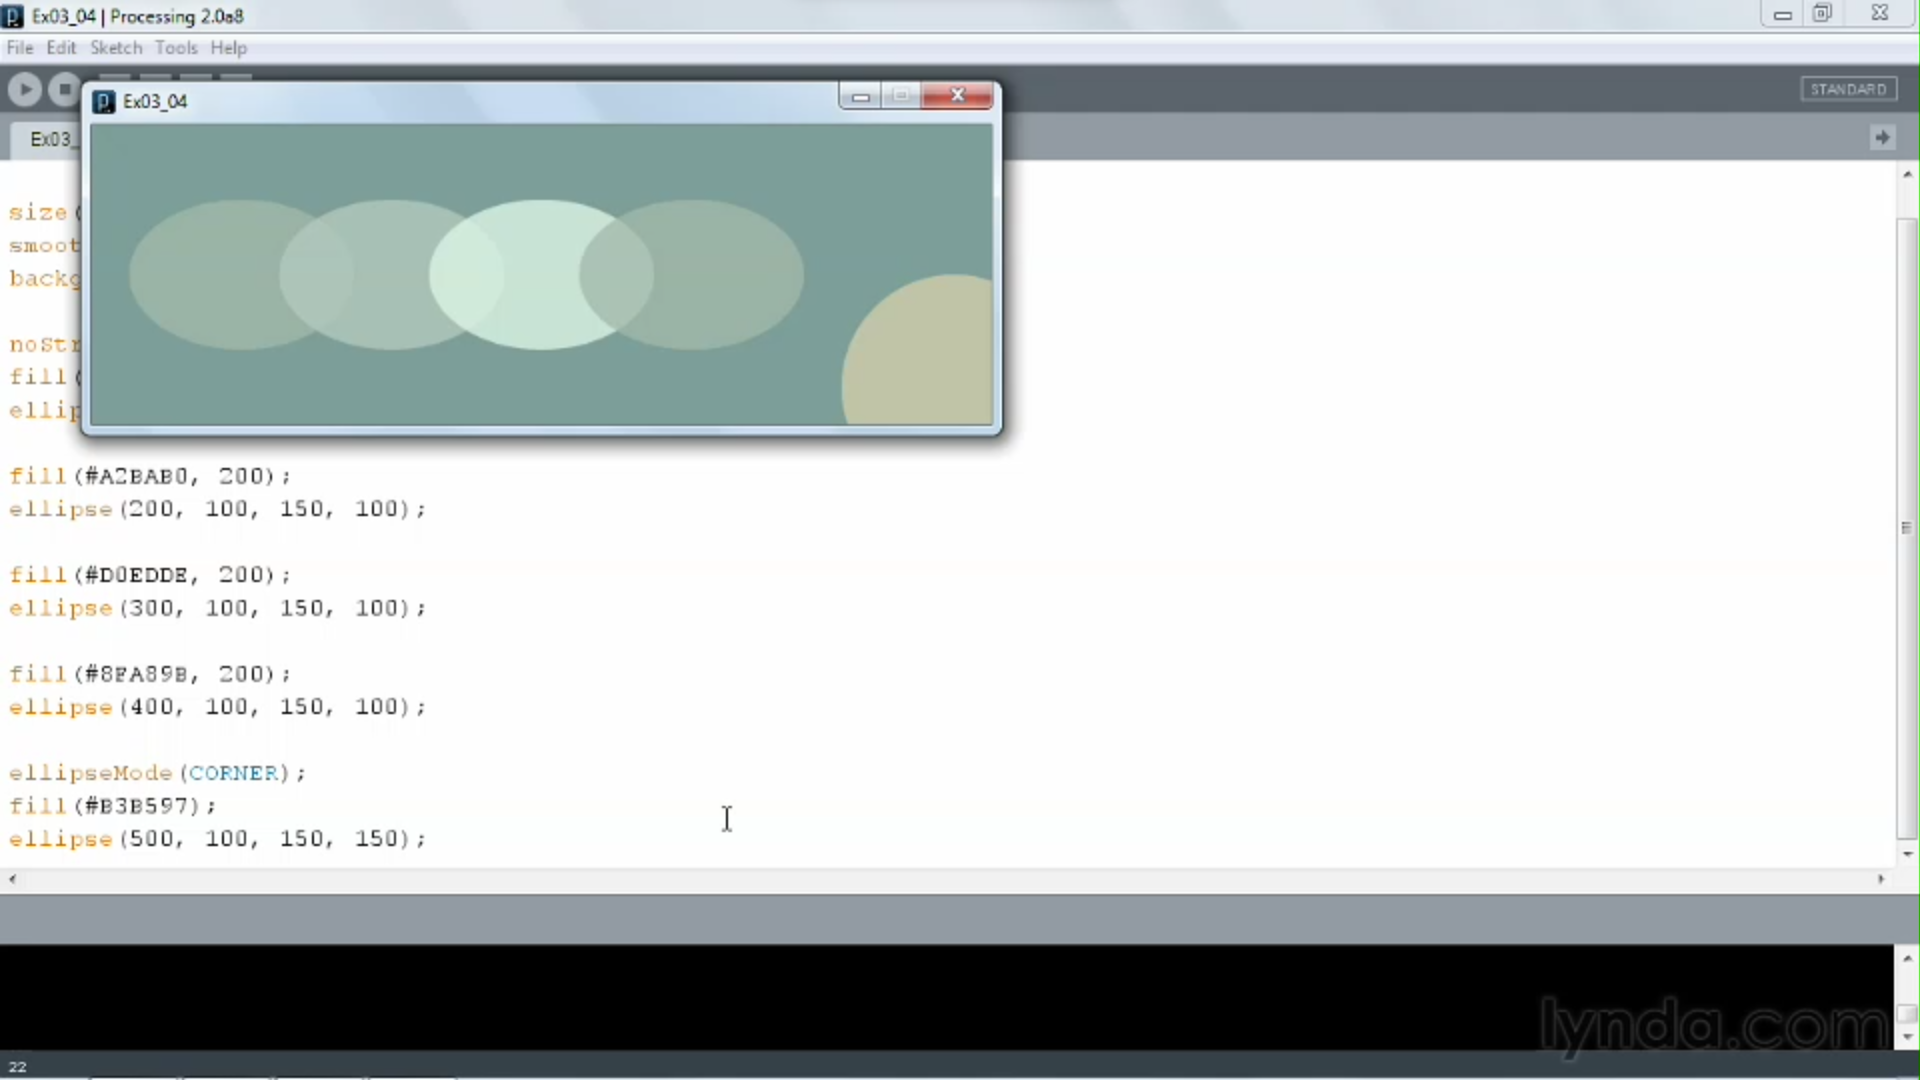 Ex03_04 | Processing 2.0a8
File Edit Sketch Tools Help
STANDARD
Ex03_04
Ex03_
size(
smoot
backg
noStr
fill(
ellip
fill(#A2BAB0, 200);
ellipse(200, 100, 150, 100);
fill(#D0EDDE, 200);
ellipse(300, 100, 150, 100);
fill(#8FA89B, 200);
ellipse(400, 100, 150, 100);
ellipseMode(CORNER);
fill(#B3B597);
ellipse(500, 100, 150, 150);
lynda.com
22